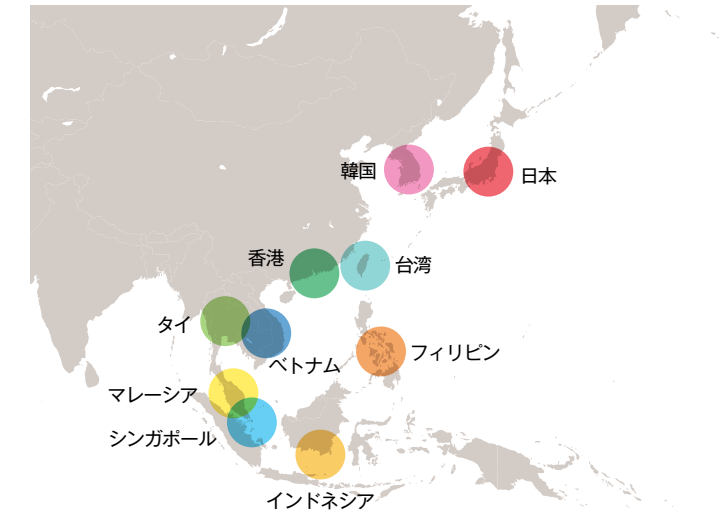 韓国
日本
香港
台湾
タイ
フィリピン
ベトナム
マレーシア
シンガポール
インドネシア